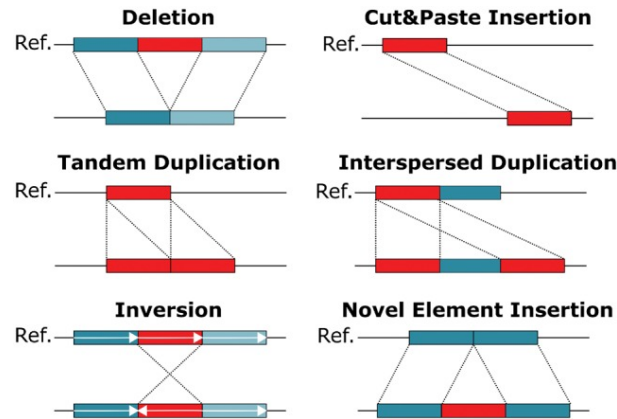 Deletion
Ref.
Cut&Paste Insertion
Ref.
Tandem Duplication
Ref.
Interspersed Duplication
Ref.
Inversion
Ref.
Novel Element Insertion
Ref.